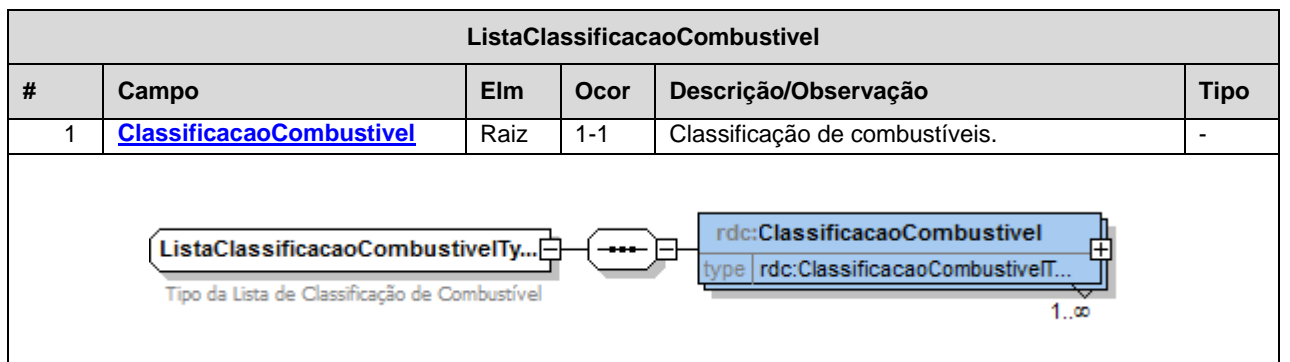 ListaClassificacaoCombustivel
# Campo Elm Ocor Descrição/Observação Tipo
1 ClassificacaoCombustivel Raiz 1-1 Classificação de combustíveis. -
rdc:ClassificacaoCombustivel
ListaClassificacaoCombustivelTy...
type rdc:ClassificacaoCombustivelT...
Tipo da Lista de Classificação de Combustível
1..∞